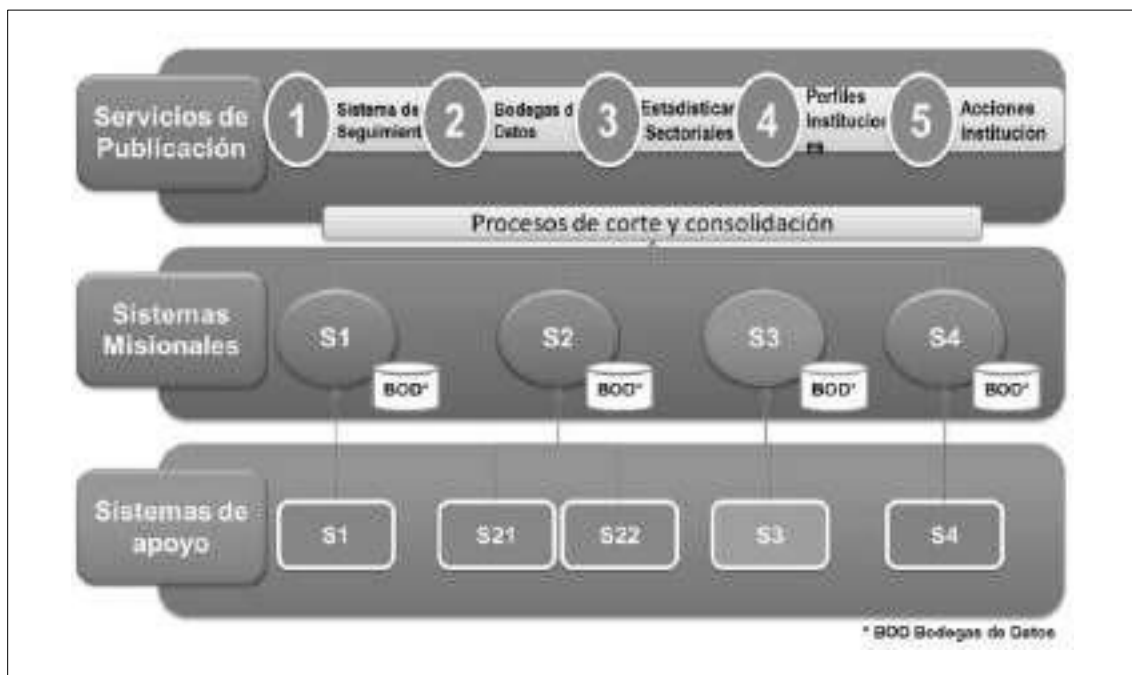 Servicios de
Publicación
1
Sistema de
Seguimient
2
Bodegas d
Datos
3
Estadisticar
Sectoriales
4
Perfiles
Institucion
es
5
Acciones
Institucion
Procesos de corte y consolidación
Sistemas
Misionales
S1
BOD*
S2
BOD*
S3
BOD*
S4
BOD*
Sistemas de
apoyo
S1
S21
S22
S3
S4
* BOD Bodegas de Datos